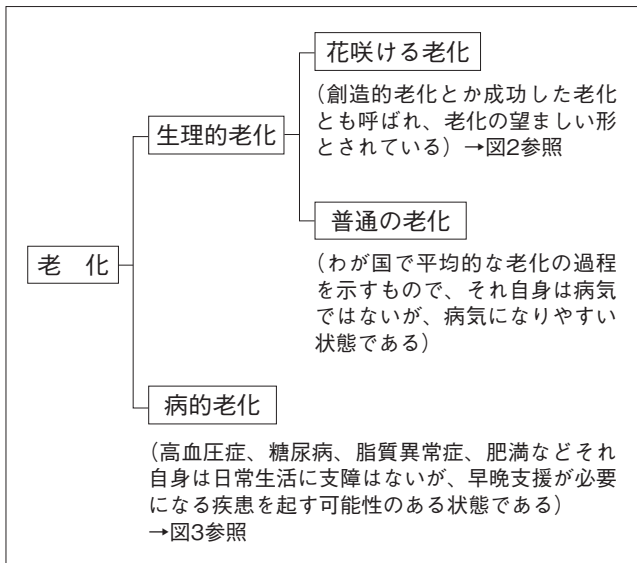 花咲ける老化
（創造的老化とか成功した老化
とも呼ばれ、老化の望ましい形
とされている）→図2参照
生理的老化
普通の老化
（わが国で平均的な老化の過程
を示すもので、それ自身は病気
ではないが、病気になりやすい
状態である）
老　化
病的老化
（高血圧症、糖尿病、脂質異常症、肥満などそれ
自身は日常生活に支障はないが、早晩支援が必要
になる疾患を起す可能性のある状態である）
→図3参照